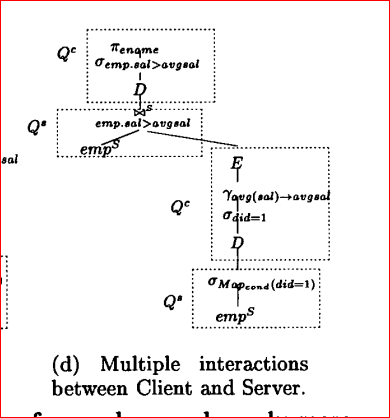 π_ename
Q^c
σ_emp.sal>avgsal
D
⋈^S
Q^s emp.sal>avgsal
sal
emp^S
E
γ_avg(sal)→avgsal
Q^c
σ_did=1
D
σ_Map_cond(did=1)
Q^s
emp^S
(d) Multiple interactions
between Client and Server.